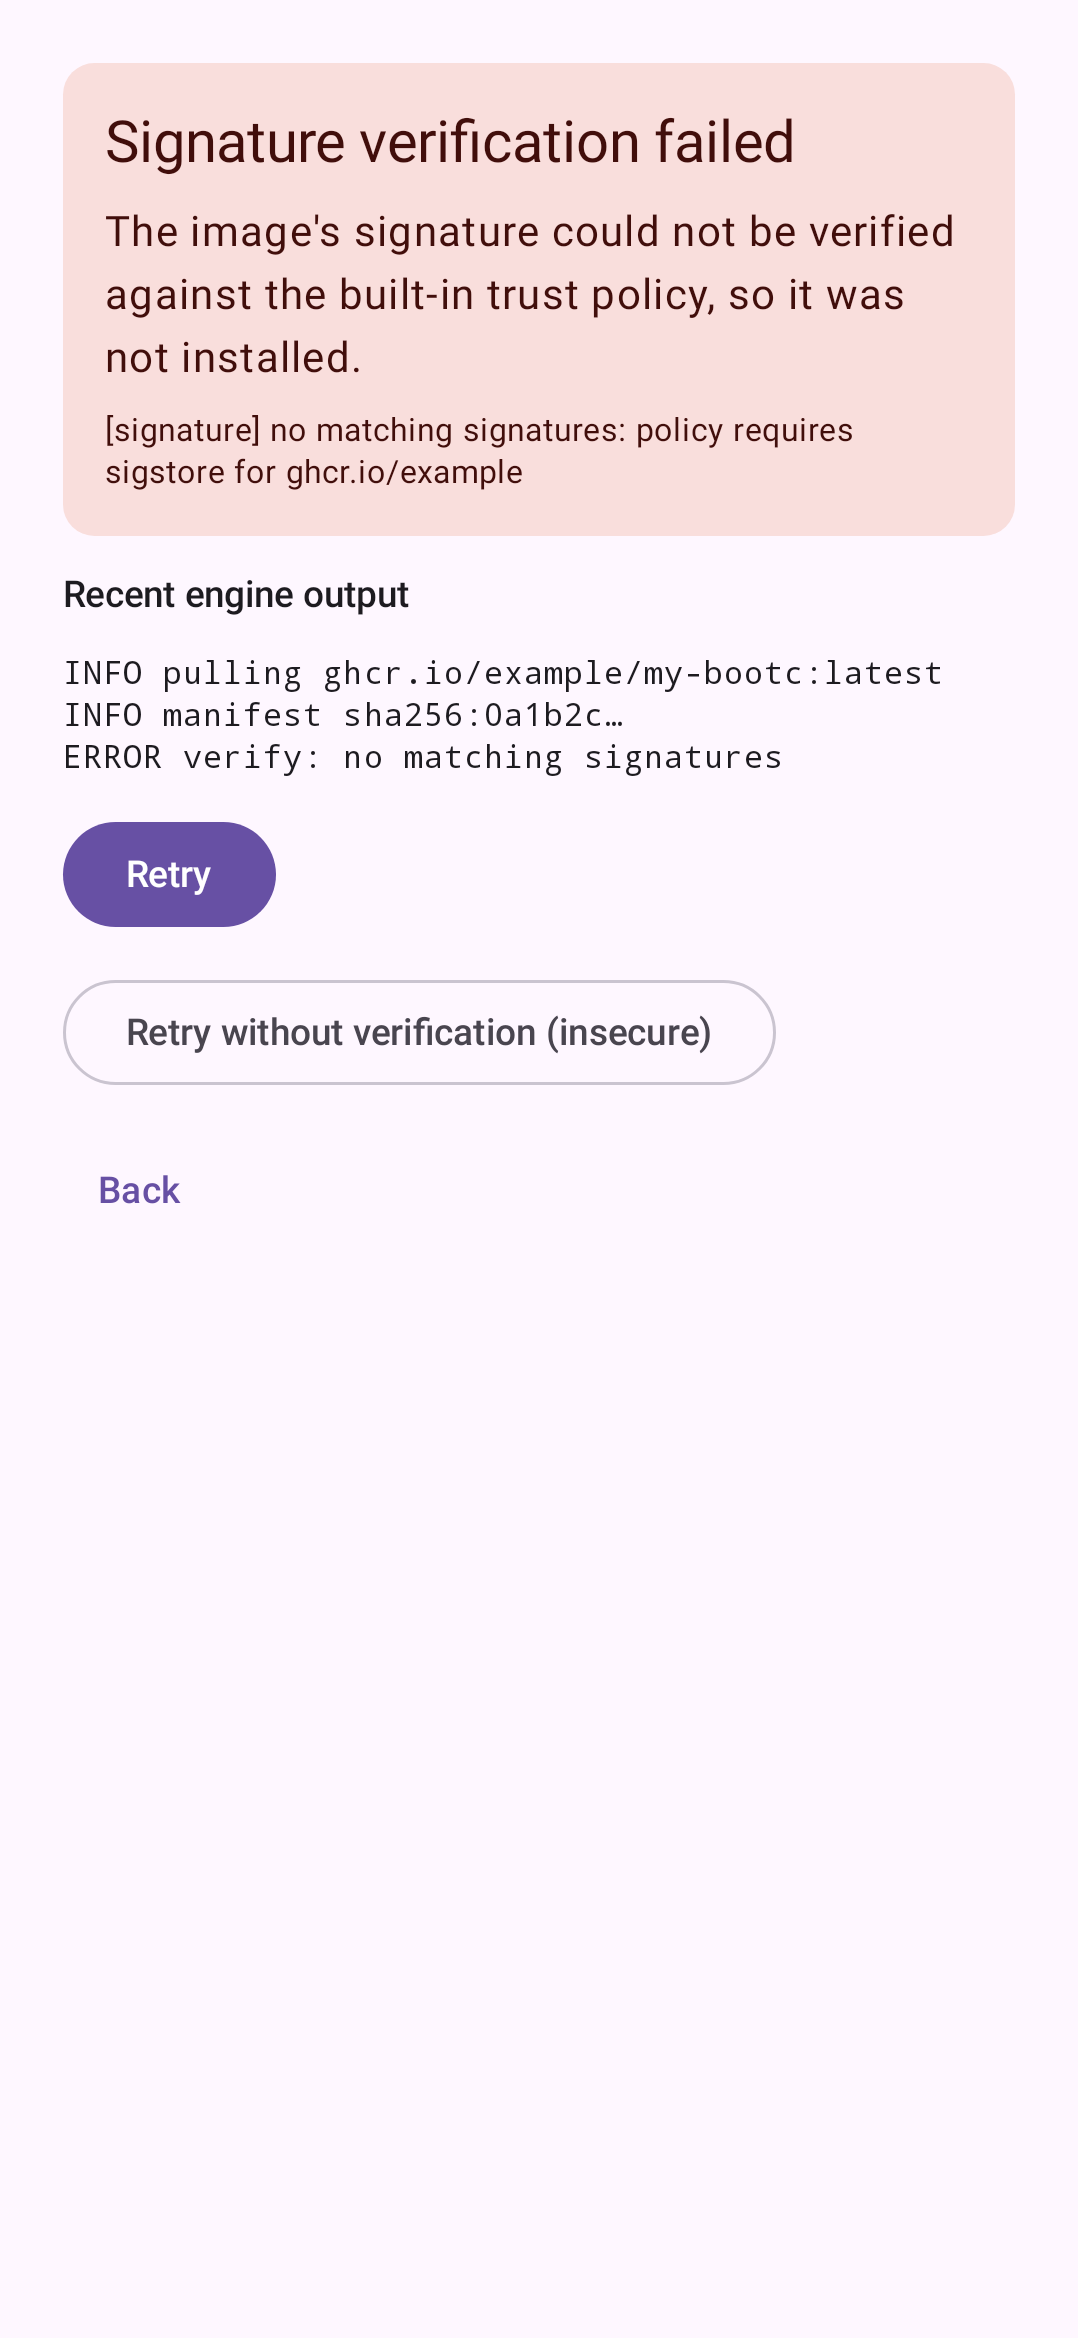 Signature verification failed
The image's signature could not be verified
against the built-in trust policy, so it was
not installed.
[signature] no matching signatures: policy requires
sigstore for ghcr.io/example
Recent engine output
INFO pulling ghcr.io/example/my-bootc:latest
INFO manifest sha256:0a1b2c…
ERROR verify: no matching signatures
Retry
Retry without verification (insecure)
Back